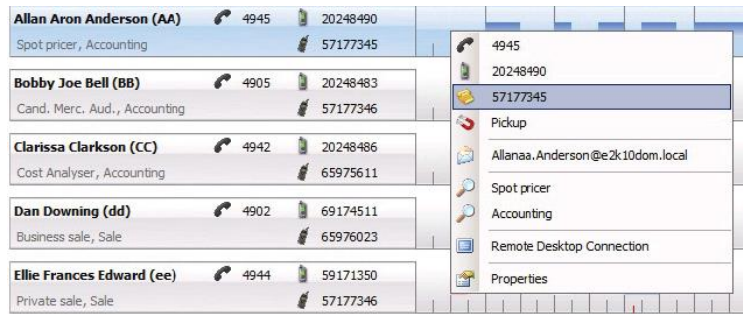 Allan Aron Anderson (AA) 4945 20248490
Spot pricer, Accounting 57177345
Bobby Joe Bell (BB) 4905 20248483
Cand. Merc. Aud., Accounting 57177346
Clarissa Clarkson (CC) 4942 20248486
Cost Analyser, Accounting 65975611
Dan Downing (dd) 4902 69174511
Business sale, Sale 65976023
Ellie Frances Edward (ee) 4944 59171350
Private sale, Sale 57177346
4945
20248490
57177345
Pickup
Allanaa.Anderson@e2k10dom.local
Spot pricer
Accounting
Remote Desktop Connection
Properties